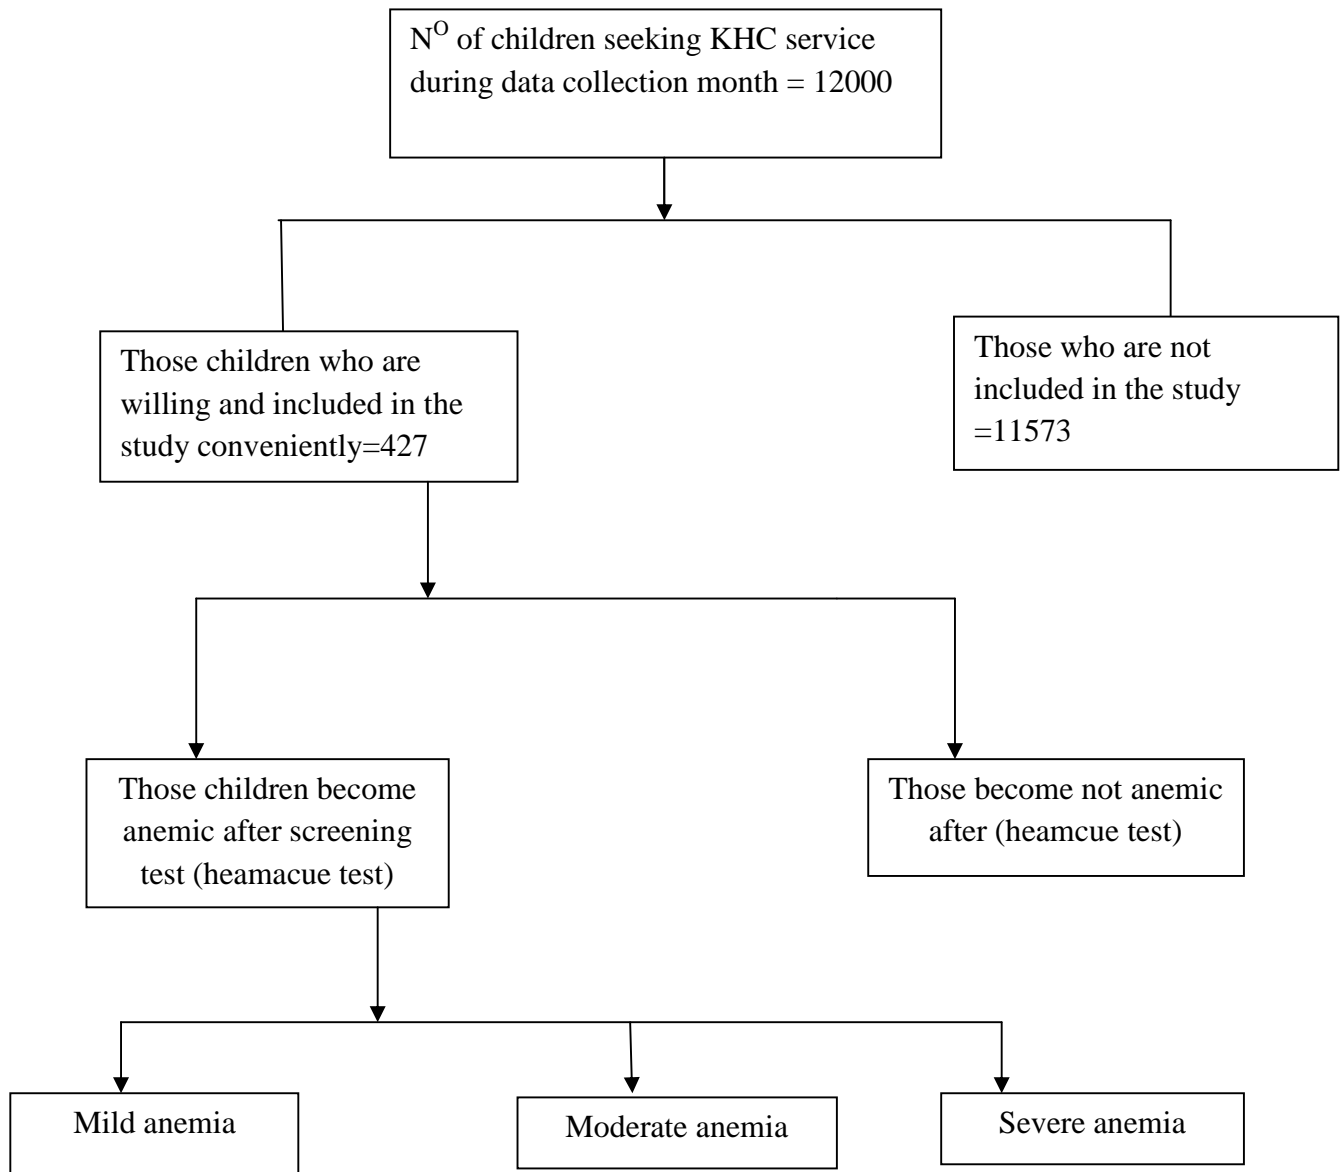 Nᴼ of children seeking KHC service
during data collection month = 12000
Those children who are
willing and included in the
study conveniently=427
Those who are not
included in the study
=11573
Those children become
anemic after screening
test (heamacue test)
Those become not anemic
after (heamcue test)
Mild anemia
Moderate anemia
Severe anemia